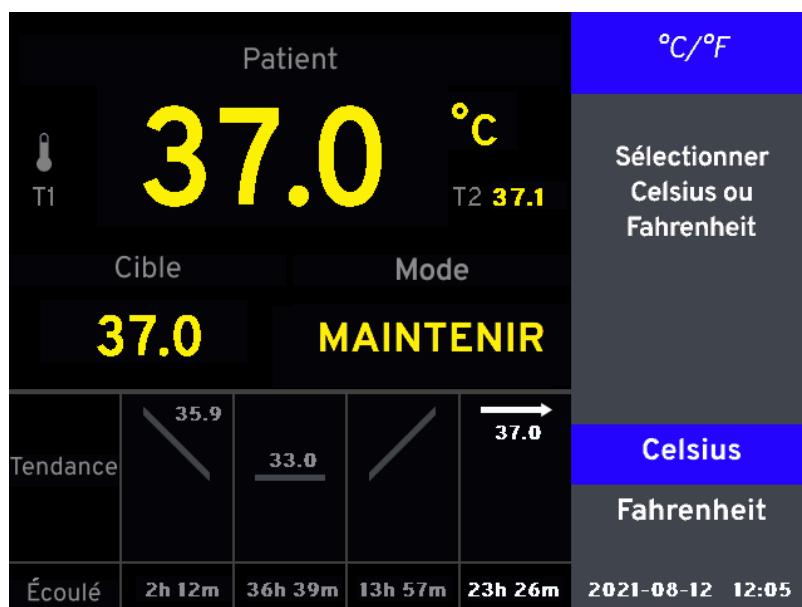 Patient
37.0 °C
T1
T2 37.1
Cible
Mode
37.0
MAINTENIR
Tendance
35.9
33.0
37.0
Écoulé
2h 12m
36h 39m
13h 57m
23h 26m
°C/°F
Sélectionner
Celsius ou
Fahrenheit
Celsius
Fahrenheit
2021-08-12 12:05